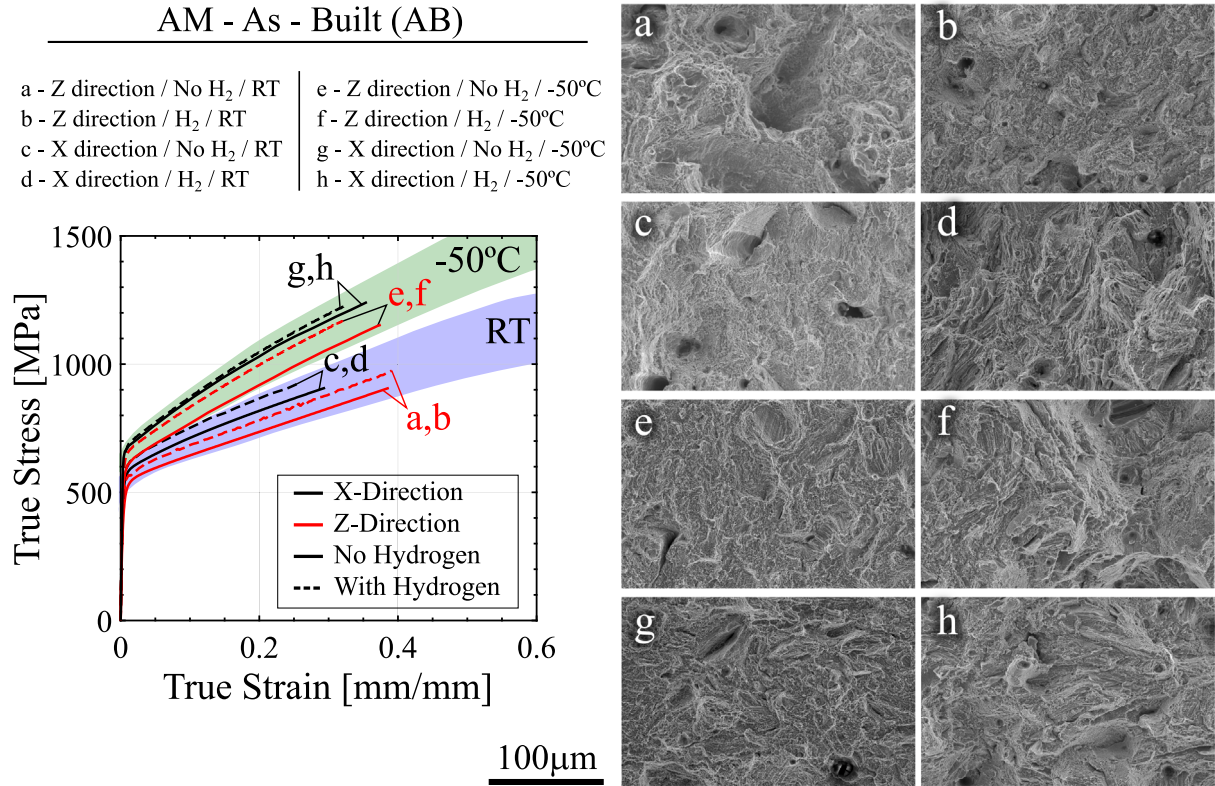 AM - As - Built (AB)
a - Z direction / No H₂ / RT
b - Z direction / H₂ / RT
c - X direction / No H₂ / RT
d - X direction / H₂ / RT
e - Z direction / No H₂ / -50ºC
f - Z direction / H₂ / -50ºC
g - X direction / No H₂ / -50ºC
h - X direction / H₂ / -50ºC
True Stress [MPa]
1500
1000
500
0
-50ºC
g,h
e,f
RT
c,d
a,b
X-Direction
Z-Direction
No Hydrogen
With Hydrogen
0
0.2
0.4
0.6
True Strain [mm/mm]
100µm
a
b
c
d
e
f
g
h